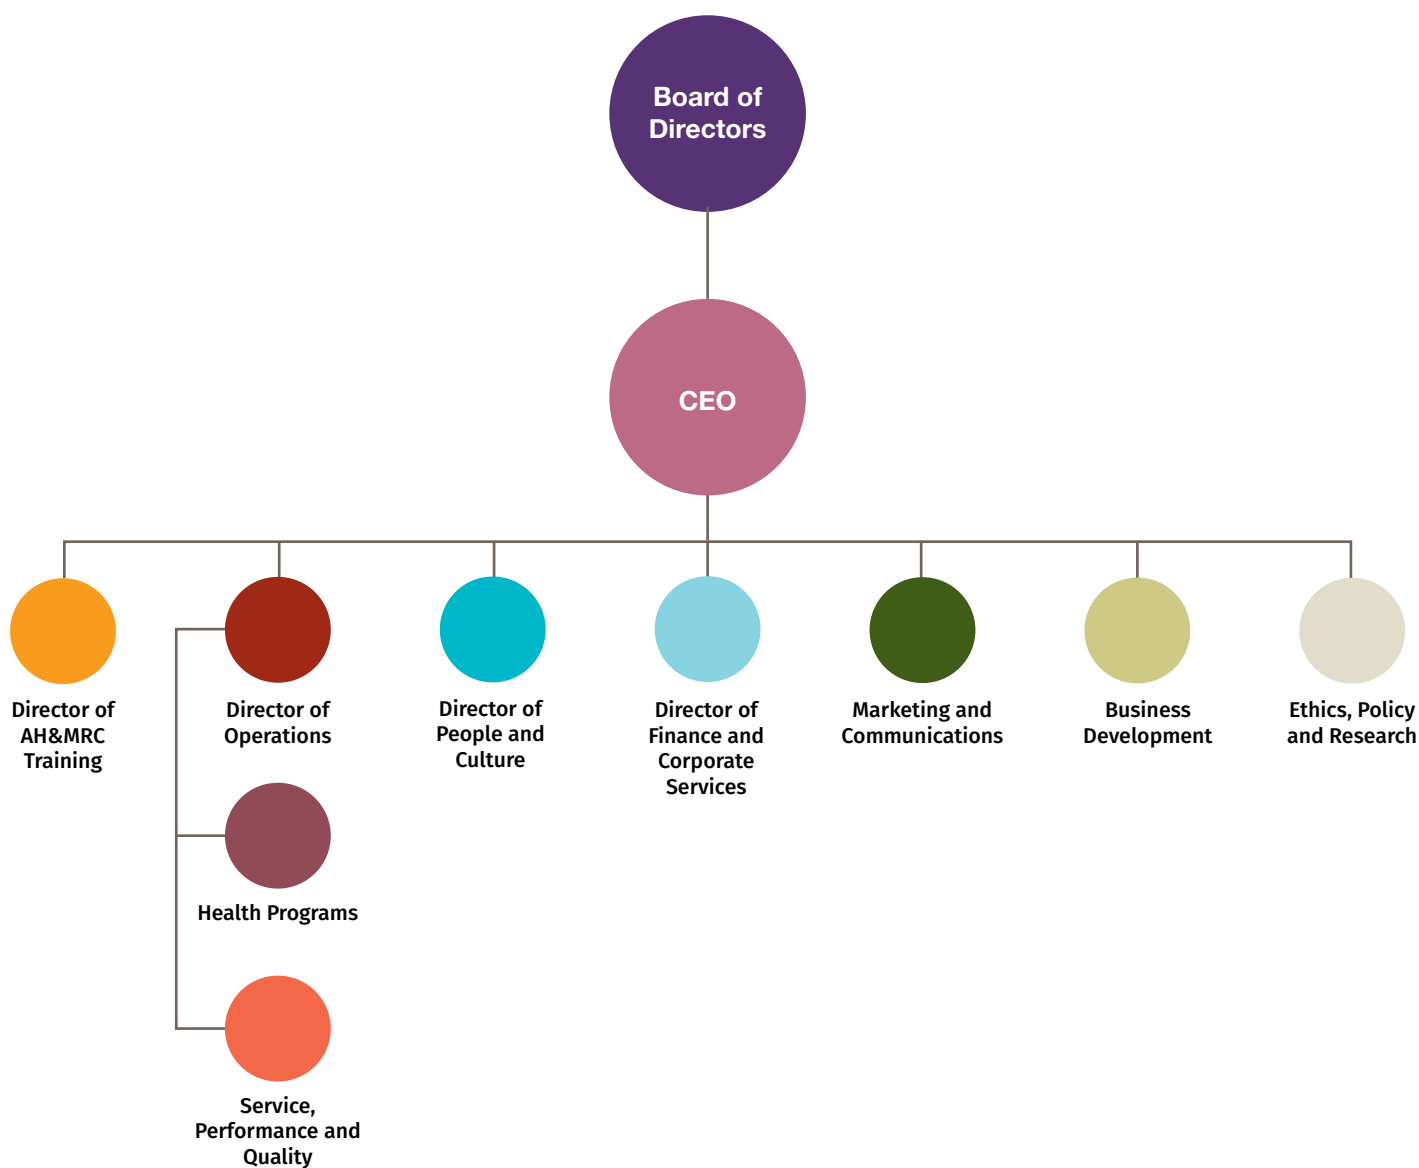 Board of
Directors
CEO
Director of
AH&MRC
Training
Director of
Operations
Director of
People and
Culture
Director of
Finance and
Corporate
Services
Marketing and
Communications
Business
Development
Ethics, Policy
and Research
Health Programs
Service,
Performance and
Quality